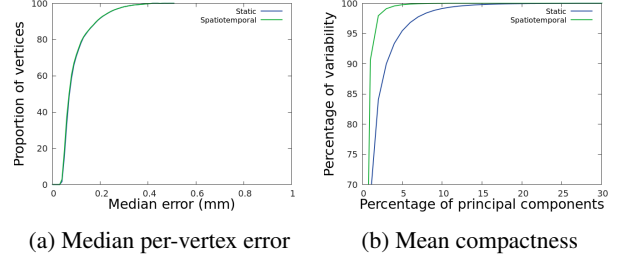 100
80
60
40
20
0
0
0.2
0.4
0.6
0.8
1
Proportion of vertices
Median error (mm)
Static
Spatiotemporal
(a) Median per-vertex error
100
95
90
85
80
75
70
0
5
10
15
20
25
30
Percentage of variability
Percentage of principal components
Static
Spatiotemporal
(b) Mean compactness